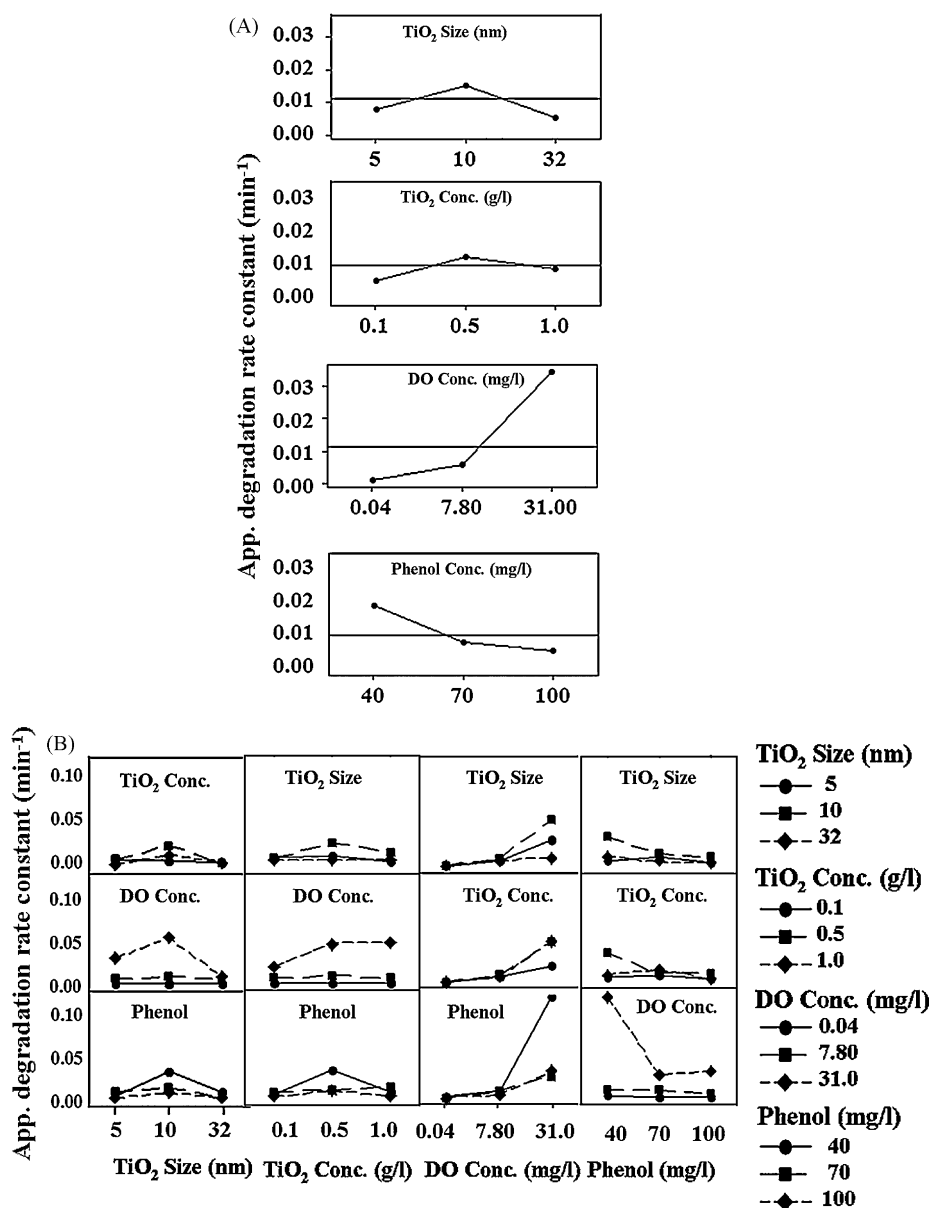 (A)
App. degradation rate constant (min⁻¹)
TiO₂ Size (nm)
0.03
0.02
0.01
0.00
5 10 32
TiO₂ Conc. (g/l)
0.03
0.02
0.01
0.00
0.1 0.5 1.0
DO Conc. (mg/l)
0.03
0.02
0.01
0.00
0.04 7.80 31.00
Phenol Conc. (mg/l)
0.03
0.02
0.01
0.00
40 70 100
(B)
App. degradation rate constant (min⁻¹)
0.10
0.05
0.00
TiO₂ Conc. TiO₂ Size TiO₂ Size TiO₂ Size
0.10
0.05
0.00
DO Conc. DO Conc. TiO₂ Conc. TiO₂ Conc.
0.10
0.05
0.00
Phenol Phenol Phenol DO Conc.
5 10 32 0.1 0.5 1.0 0.04 7.80 31.0 40 70 100
TiO₂ Size (nm) TiO₂ Conc. (g/l) DO Conc. (mg/l) Phenol (mg/l)
TiO₂ Size (nm)
5
10
32
TiO₂ Conc. (g/l)
0.1
0.5
1.0
DO Conc. (mg/l)
0.04
7.80
31.0
Phenol (mg/l)
40
70
100